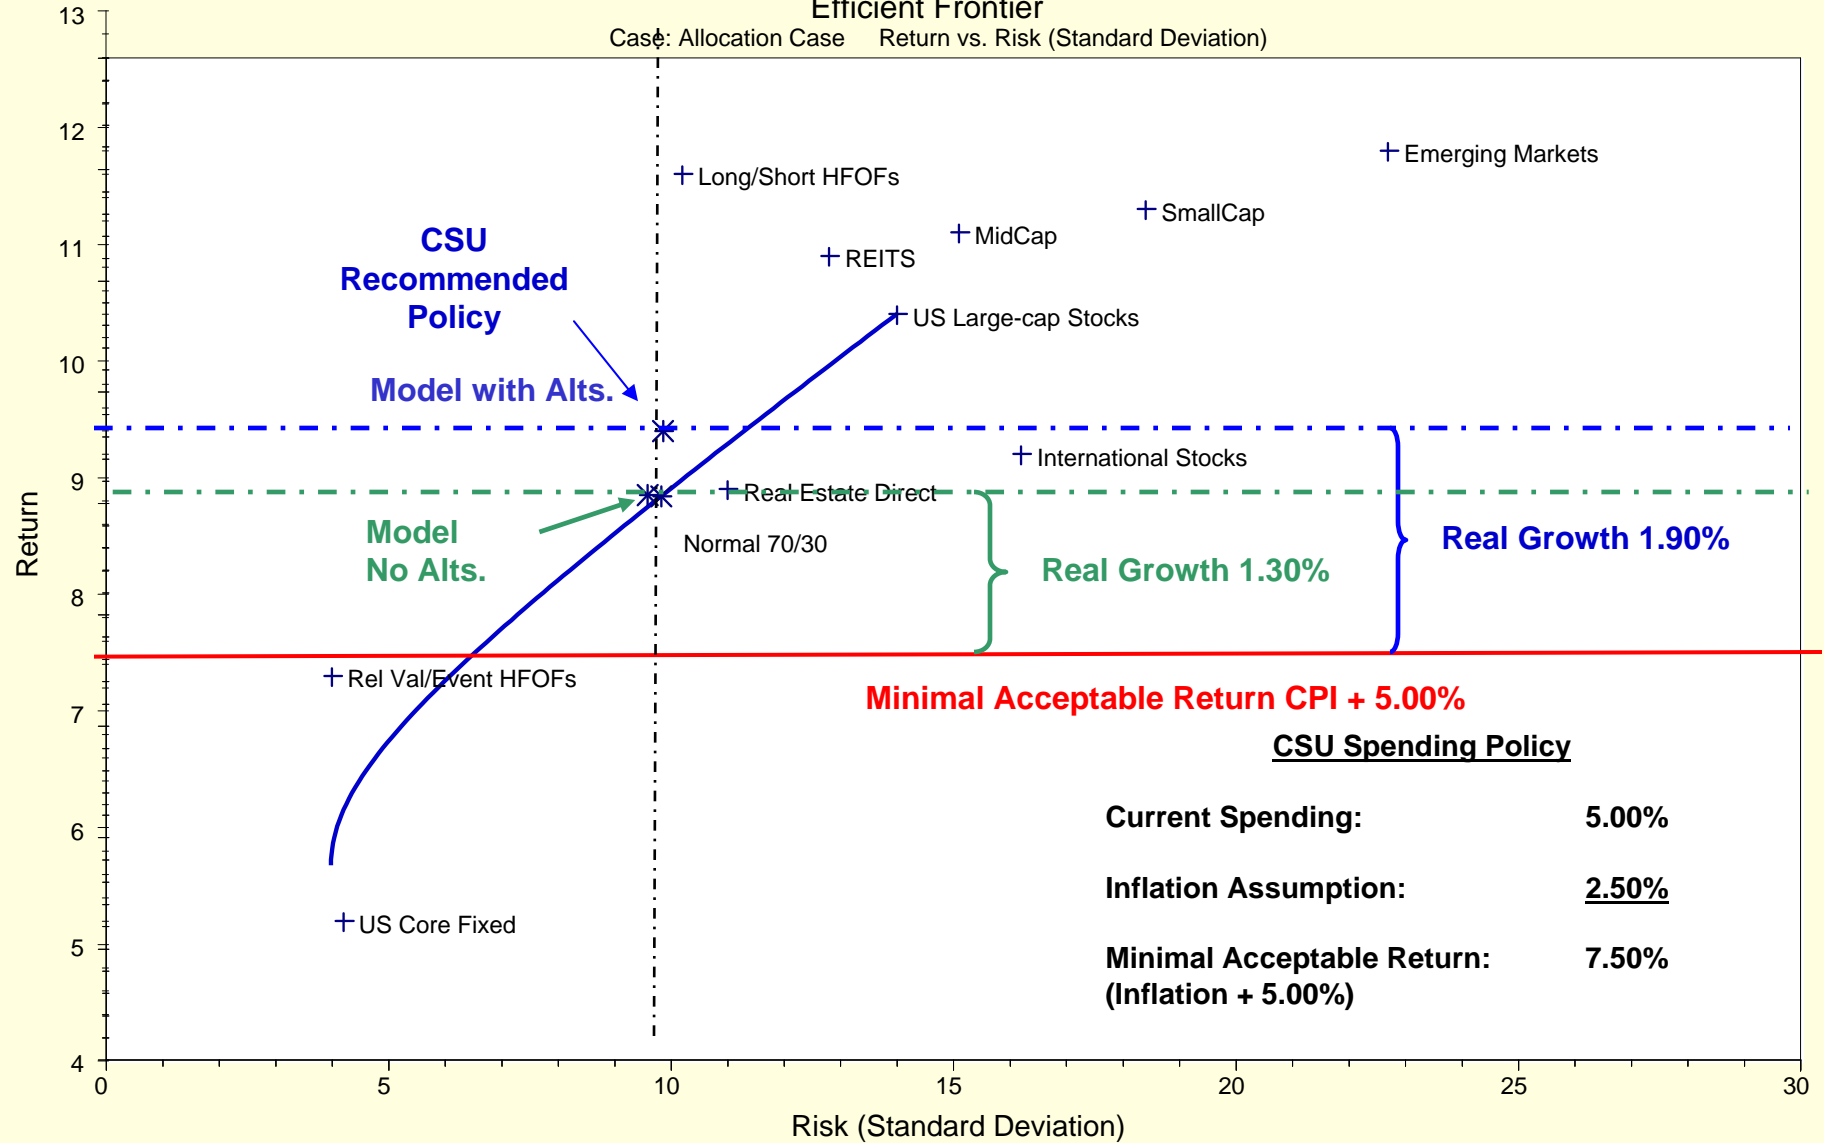 Efficient Frontier
Case: Allocation Case Return vs. Risk (Standard Deviation)
13
12
11
10
9
8
7
6
5
4
Return
Emerging Markets
Long/Short HFOFs
SmallCap
MidCap
REITS
CSU
Recommended
Policy
US Large-cap Stocks
Model with Alts.
International Stocks
Real Estate Direct
Model
No Alts.
Normal 70/30
Real Growth 1.30%
Real Growth 1.90%
Rel Val/Event HFOFs
Minimal Acceptable Return CPI + 5.00%
CSU Spending Policy
Current Spending: 5.00%
Inflation Assumption: 2.50%
US Core Fixed
Minimal Acceptable Return: 7.50%
(Inflation + 5.00%)
0 5 10 15 20 25 30
Risk (Standard Deviation)